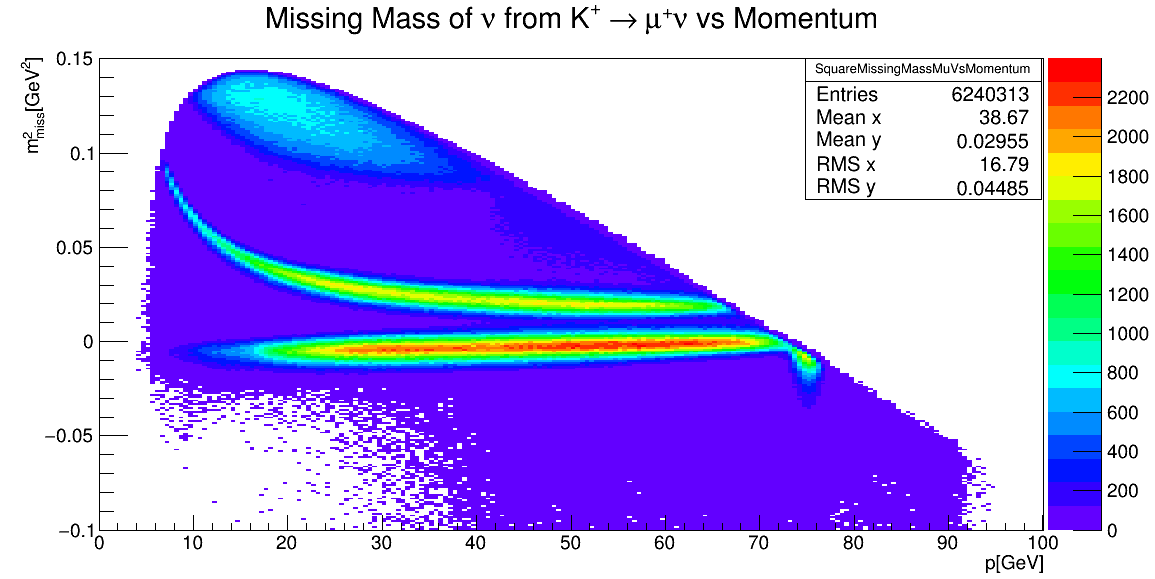 Missing Mass of ν from K⁺ → μ⁺ν vs Momentum
m²miss[GeV²]
0.15
0.1
0.05
0
−0.05
−0.1
0 10 20 30 40 50 60 70 80 90 100
p[GeV]
SquareMissingMassMuVsMomentum
Entries 6240313
Mean x 38.67
Mean y 0.02955
RMS x 16.79
RMS y 0.04485
2200
2000
1800
1600
1400
1200
1000
800
600
400
200
0